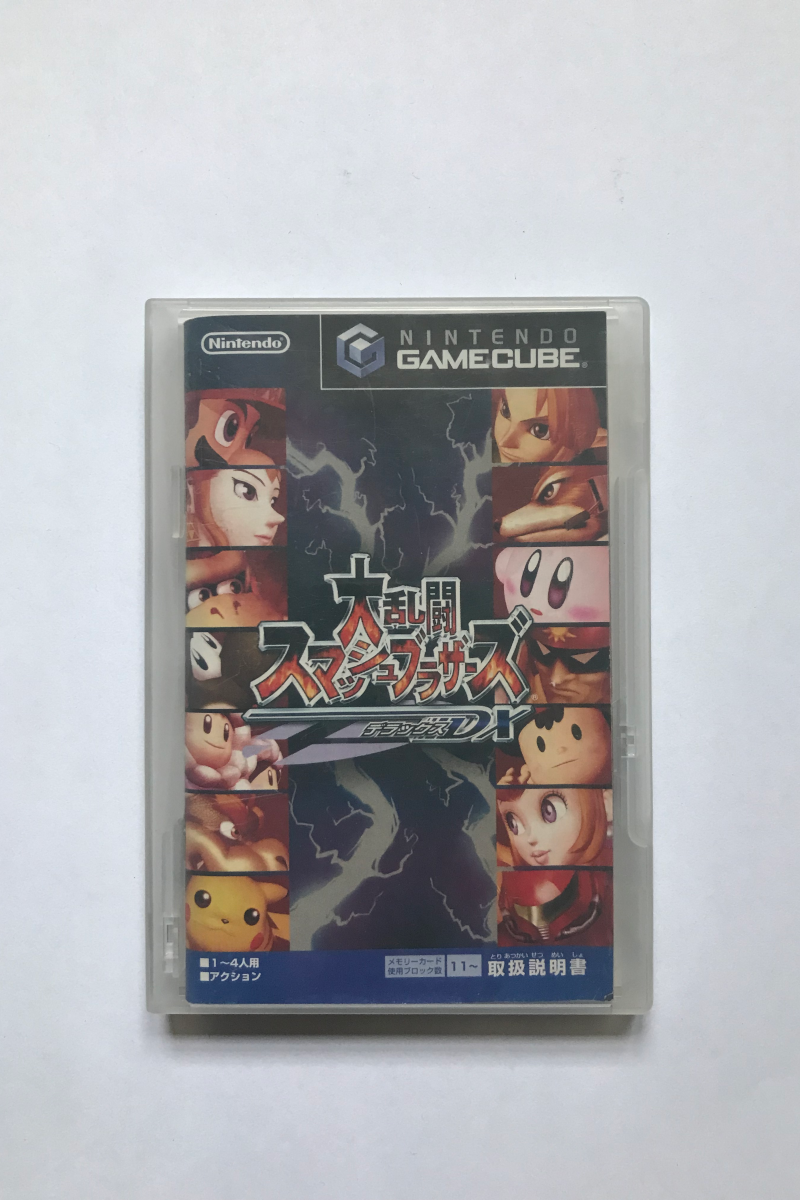 Nintendo
NINTENDO
GAMECUBE
大乱闘
スマッシュブラザーズ
デラックスDX
■1〜4人用
■アクション
メモリーカード
使用ブロック数
11〜
とりあつかいせつめいしょ
取扱説明書